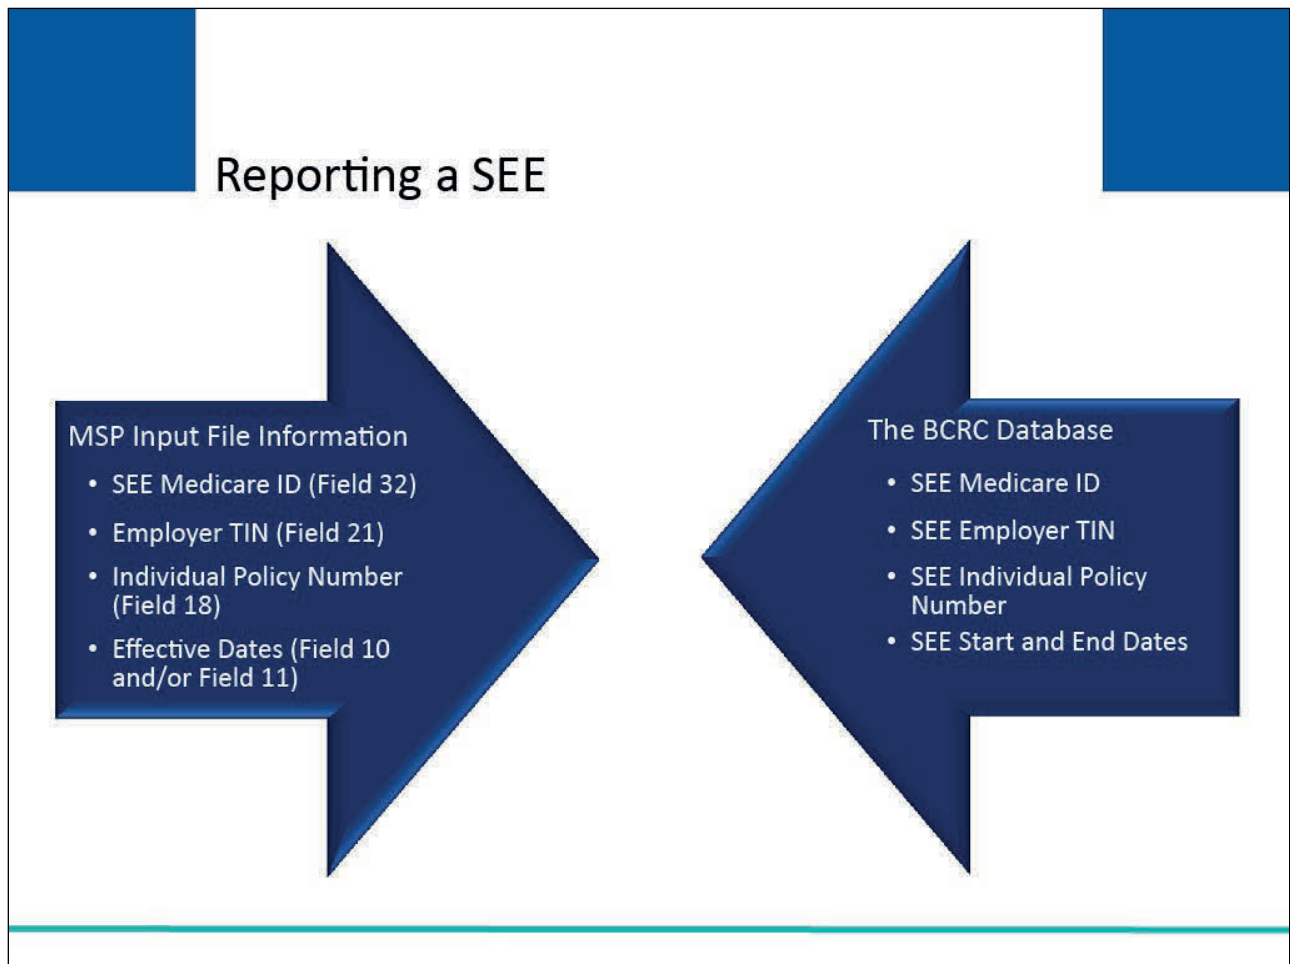 Reporting a SEE
MSP Input File Information
• SEE Medicare ID (Field 32)
• Employer TIN (Field 21)
• Individual Policy Number
(Field 18)
• Effective Dates (Field 10
and/or Field 11)
The BCRC Database
• SEE Medicare ID
• SEE Employer TIN
• SEE Individual Policy
Number
• SEE Start and End Dates